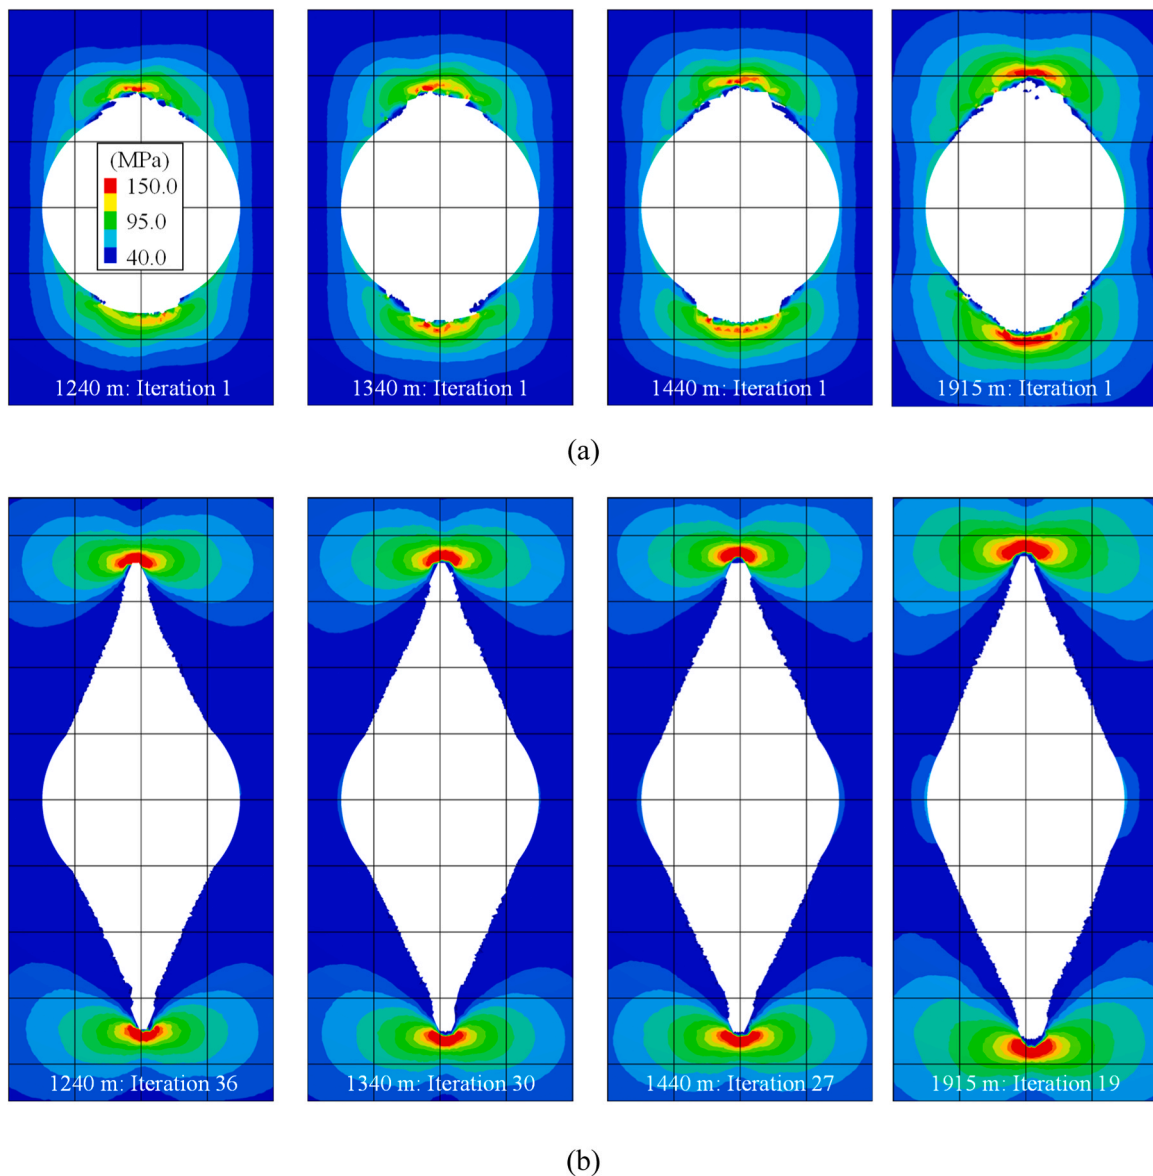 (MPa)
150.0
95.0
40.0
1240 m: Iteration 1
1340 m: Iteration 1
1440 m: Iteration 1
1915 m: Iteration 1
(a)
1240 m: Iteration 36
1340 m: Iteration 30
1440 m: Iteration 27
1915 m: Iteration 19
(b)